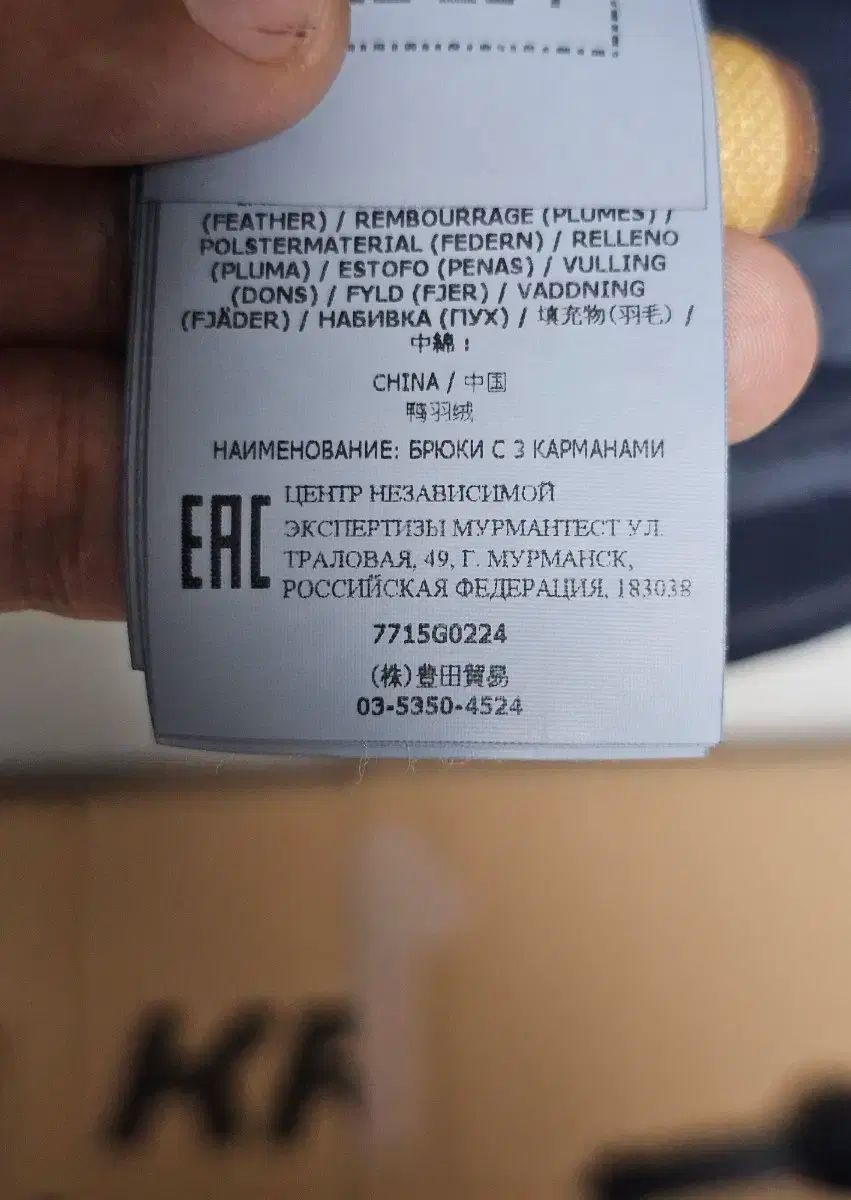 (FEATHER) / REMBOURRAGE (PLUMES) /
POLSTERMATERIAL (FEDERN) / RELLENO
(PLUMA) / ESTOFO (PENAS) / VULLING
(DONS) / FYLD (FJER) / VADDNING
(FJÄDER) / НАБИВКА (ПУХ) / 填充物(羽毛) /
中綿 :
CHINA / 中国
鸭羽绒
НАИМЕНОВАНИЕ: БРЮКИ С 3 КАРМАНАМИ
EAC
ЦЕНТР НЕЗАВИСИМОЙ
ЭКСПЕРТИЗЫ МУРМАНТЕСТ УЛ.
ТРАЛОВАЯ, 49, Г. МУРМАНСК,
РОССИЙСКАЯ ФЕДЕРАЦИЯ, 183038
7715G0224
(株)豊田貿易
03-5350-4524